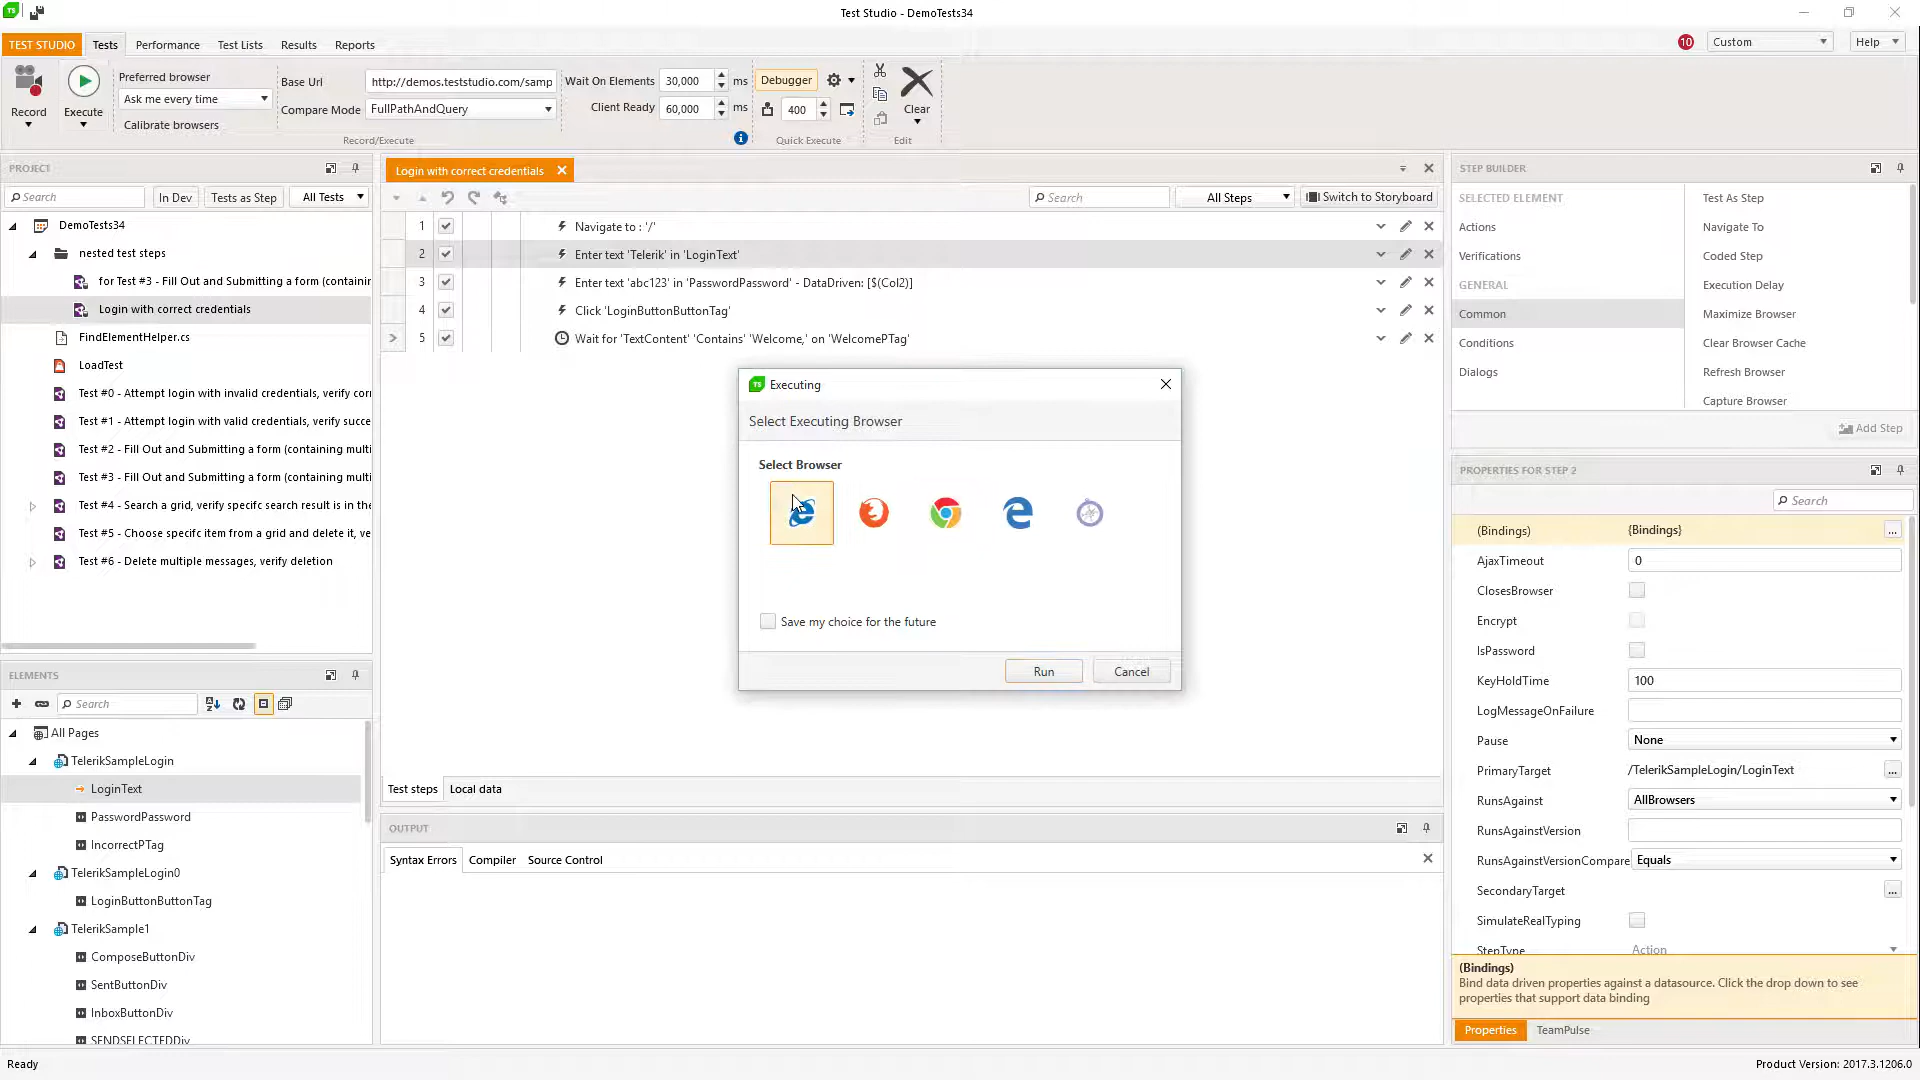 TS
Test Studio - DemoTests34
TEST STUDIO
Tests
Performance
Test Lists
Results
Reports
10
Custom
Help
Record
Execute
Preferred browser
Ask me every time
Calibrate browsers
Base Url
http://demos.teststudio.com/samp
Compare Mode
FullPathAndQuery
Wait On Elements
30,000
ms
Client Ready
60,000
ms
Record/Execute
Debugger
400
Quick Execute
Clear
Edit
PROJECT
Search
In Dev
Tests as Step
All Tests
DemoTests34
nested test steps
for Test #3 - Fill Out and Submitting a form (containin
Login with correct credentials
FindElementHelper.cs
LoadTest
Test #0 - Attempt login with invalid credentials, verify cor
Test #1 - Attempt login with valid credentials, verify succe
Test #2 - Fill Out and Submitting a form (containing multi
Test #3 - Fill Out and Submitting a form (containing multi
Test #4 - Search a grid, verify specifc search result is in the
Test #5 - Choose specifc item from a grid and delete it, ve
Test #6 - Delete multiple messages, verify deletion
ELEMENTS
Search
All Pages
TelerikSampleLogin
LoginText
PasswordPassword
IncorrectPTag
TelerikSampleLogin0
LoginButtonButtonTag
TelerikSample1
ComposeButtonDiv
SentButtonDiv
InboxButtonDiv
SENDSELECTEDDiv
Login with correct credentials
Search
All Steps
Switch to Storyboard
1 Navigate to : '/'
2 Enter text 'Telerik' in 'LoginText'
3 Enter text 'abc123' in 'PasswordPassword' - DataDriven: [$(Col2)]
4 Click 'LoginButtonButtonTag'
5 Wait for 'TextContent' 'Contains' 'Welcome,' on 'WelcomePTag'
TS Executing
Select Executing Browser
Select Browser
Save my choice for the future
Run
Cancel
Test steps
Local data
OUTPUT
Syntax Errors
Compiler
Source Control
STEP BUILDER
SELECTED ELEMENT
Actions
Verifications
GENERAL
Common
Conditions
Dialogs
Test As Step
Navigate To
Coded Step
Execution Delay
Maximize Browser
Clear Browser Cache
Refresh Browser
Capture Browser
Add Step
PROPERTIES FOR STEP 2
Search
(Bindings) {Bindings} ...
AjaxTimeout 0
ClosesBrowser
Encrypt
IsPassword
KeyHoldTime 100
LogMessageOnFailure
Pause None
PrimaryTarget /TelerikSampleLogin/LoginText ...
RunsAgainst AllBrowsers
RunsAgainstVersion
RunsAgainstVersionCompare Equals
SecondaryTarget ...
SimulateRealTyping
StepType Action
(Bindings)
Bind data driven properties against a datasource. Click the drop down to see
properties that support data binding
Properties
TeamPulse
Ready
Product Version: 2017.3.1206.0